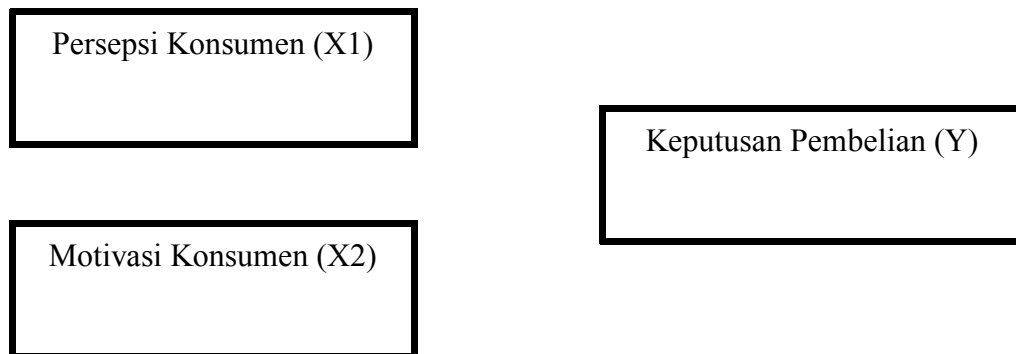 Persepsi Konsumen (X1)
Keputusan Pembelian (Y)
Motivasi Konsumen (X2)